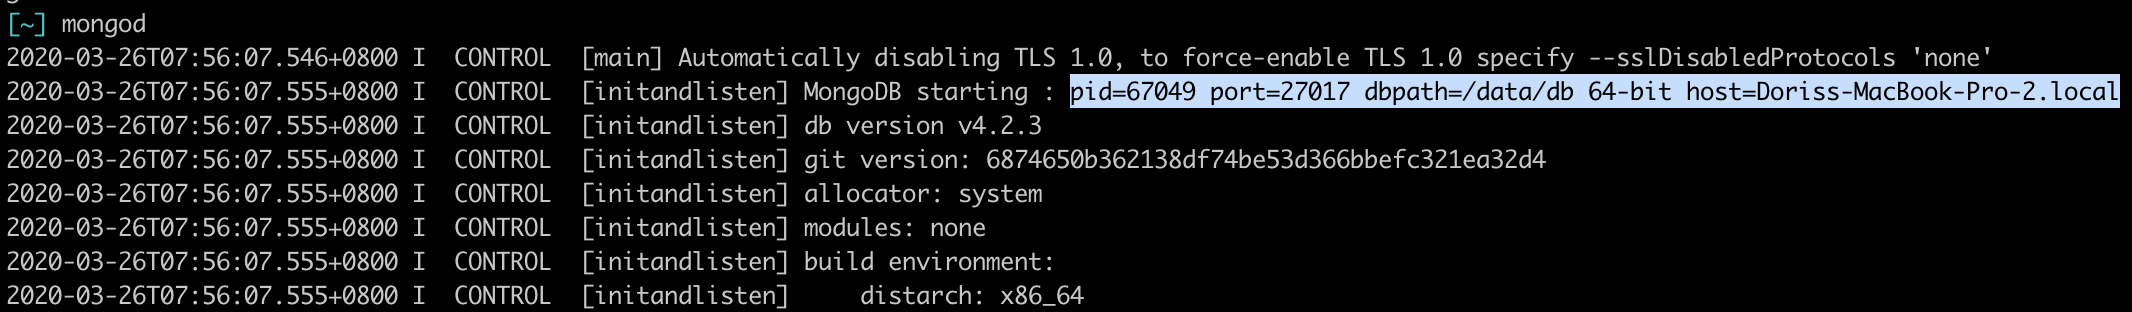 [~] mongod
2020-03-26T07:56:07.546+0800 I  CONTROL  [main] Automatically disabling TLS 1.0, to force-enable TLS 1.0 specify --sslDisabledProtocols 'none'
2020-03-26T07:56:07.555+0800 I  CONTROL  [initandlisten] MongoDB starting : pid=67049 port=27017 dbpath=/data/db 64-bit host=Doriss-MacBook-Pro-2.local
2020-03-26T07:56:07.555+0800 I  CONTROL  [initandlisten] db version v4.2.3
2020-03-26T07:56:07.555+0800 I  CONTROL  [initandlisten] git version: 6874650b362138df74be53d366bbefc321ea32d4
2020-03-26T07:56:07.555+0800 I  CONTROL  [initandlisten] allocator: system
2020-03-26T07:56:07.555+0800 I  CONTROL  [initandlisten] modules: none
2020-03-26T07:56:07.555+0800 I  CONTROL  [initandlisten] build environment:
2020-03-26T07:56:07.555+0800 I  CONTROL  [initandlisten]     distarch: x86_64